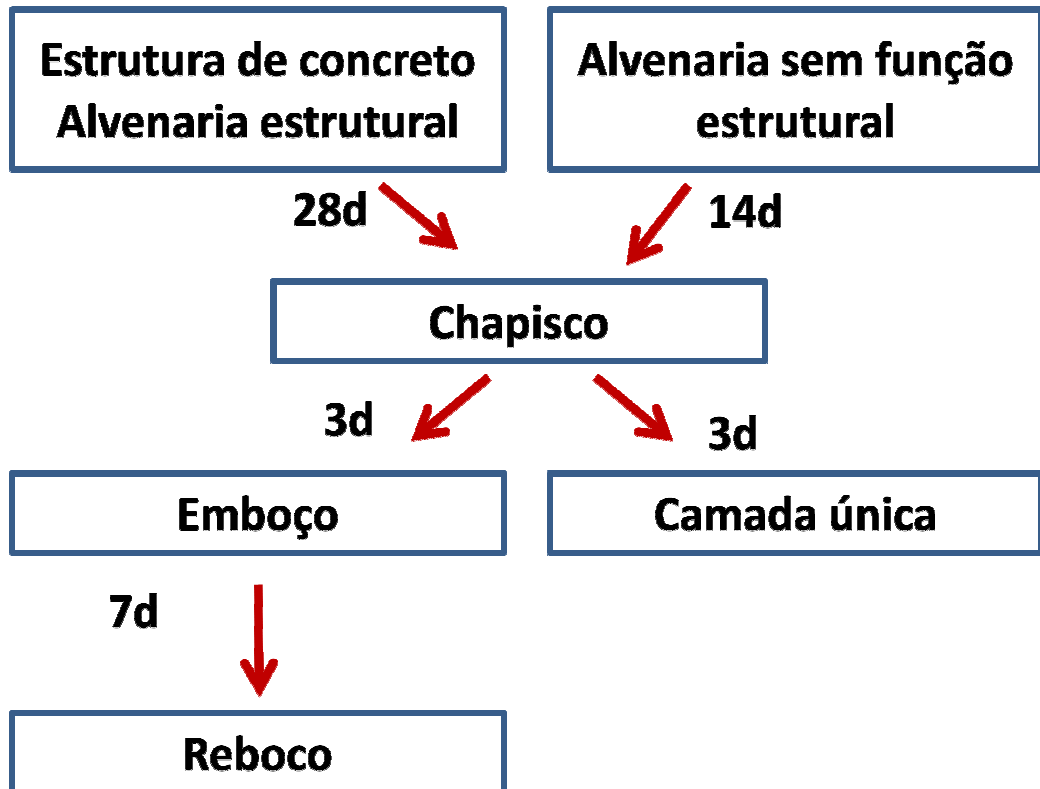 Estrutura de concreto
Alvenaria estrutural
Alvenaria sem função
estrutural
28d
14d
Chapisco
3d
3d
Emboço
Camada única
7d
Reboco